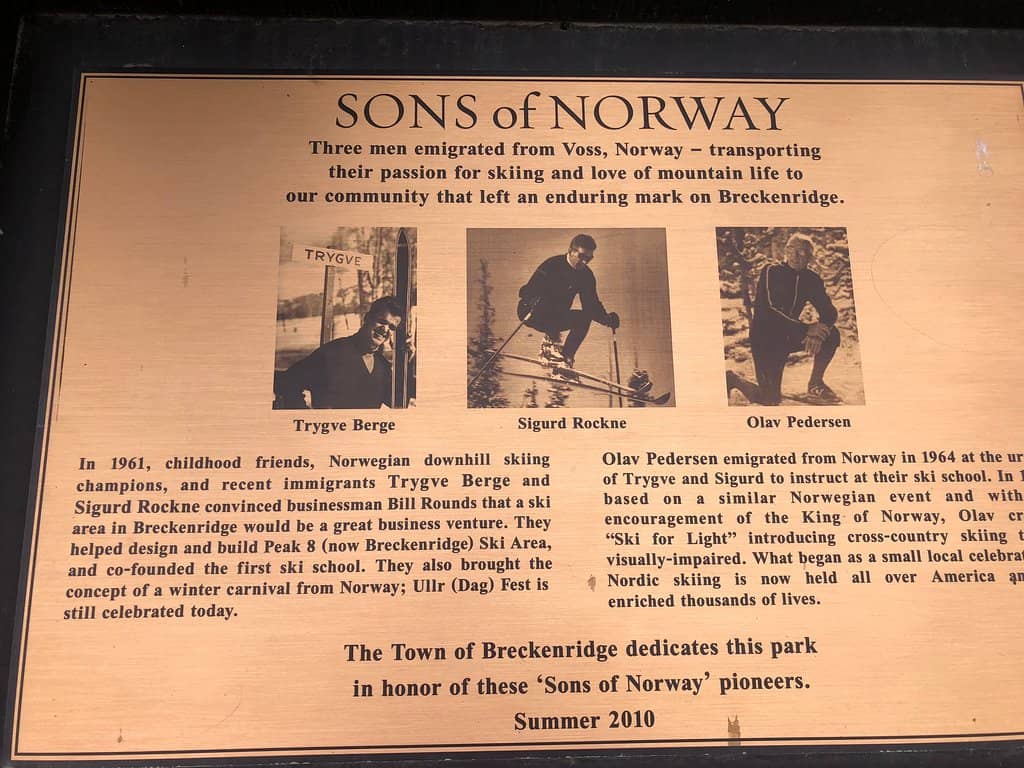 SONS of NORWAY
Three men emigrated from Voss, Norway – transporting
their passion for skiing and love of mountain life to
our community that left an enduring mark on Breckenridge.
TRYGVE
Trygve Berge
Sigurd Rockne
Olav Pedersen
In 1961, childhood friends, Norwegian downhill skiing
champions, and recent immigrants Trygve Berge and
Sigurd Rockne convinced businessman Bill Rounds that a ski
area in Breckenridge would be a great business venture. They
helped design and build Peak 8 (now Breckenridge) Ski Area,
and co-founded the first ski school. They also brought the
concept of a winter carnival from Norway; Ullr (Dag) Fest is
still celebrated today.
Olav Pedersen emigrated from Norway in 1964 at the
of Trygve and Sigurd to instruct at their ski school. In
based on a similar Norwegian event and with
encouragement of the King of Norway, Olav
“Ski for Light” introducing cross-country skiing
visually-impaired. What began as a small local
Nordic skiing is now held all over America
enriched thousands of lives.
The Town of Breckenridge dedicates this park
in honor of these ‘Sons of Norway’ pioneers.
Summer 2010